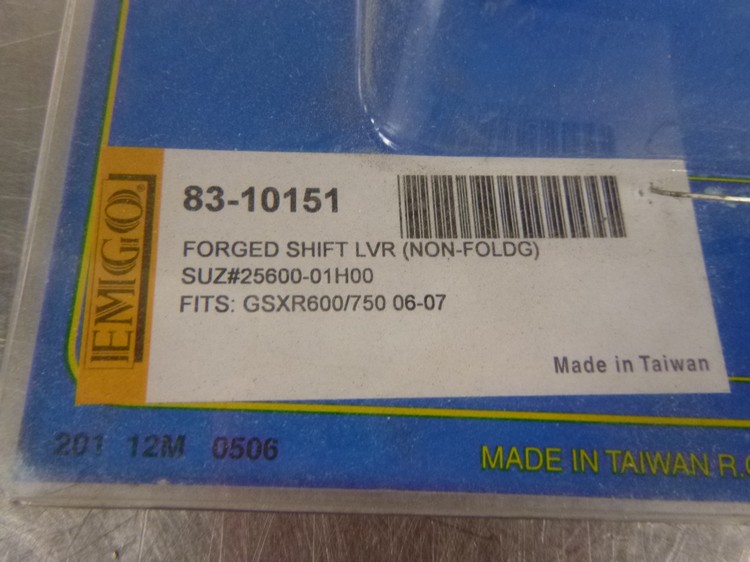 EMGO®
83-10151
FORGED SHIFT LVR (NON-FOLDG)
SUZ#25600-01H00
FITS: GSXR600/750 06-07
Made in Taiwan
201 12M 0506
MADE IN TAIWAN R.O